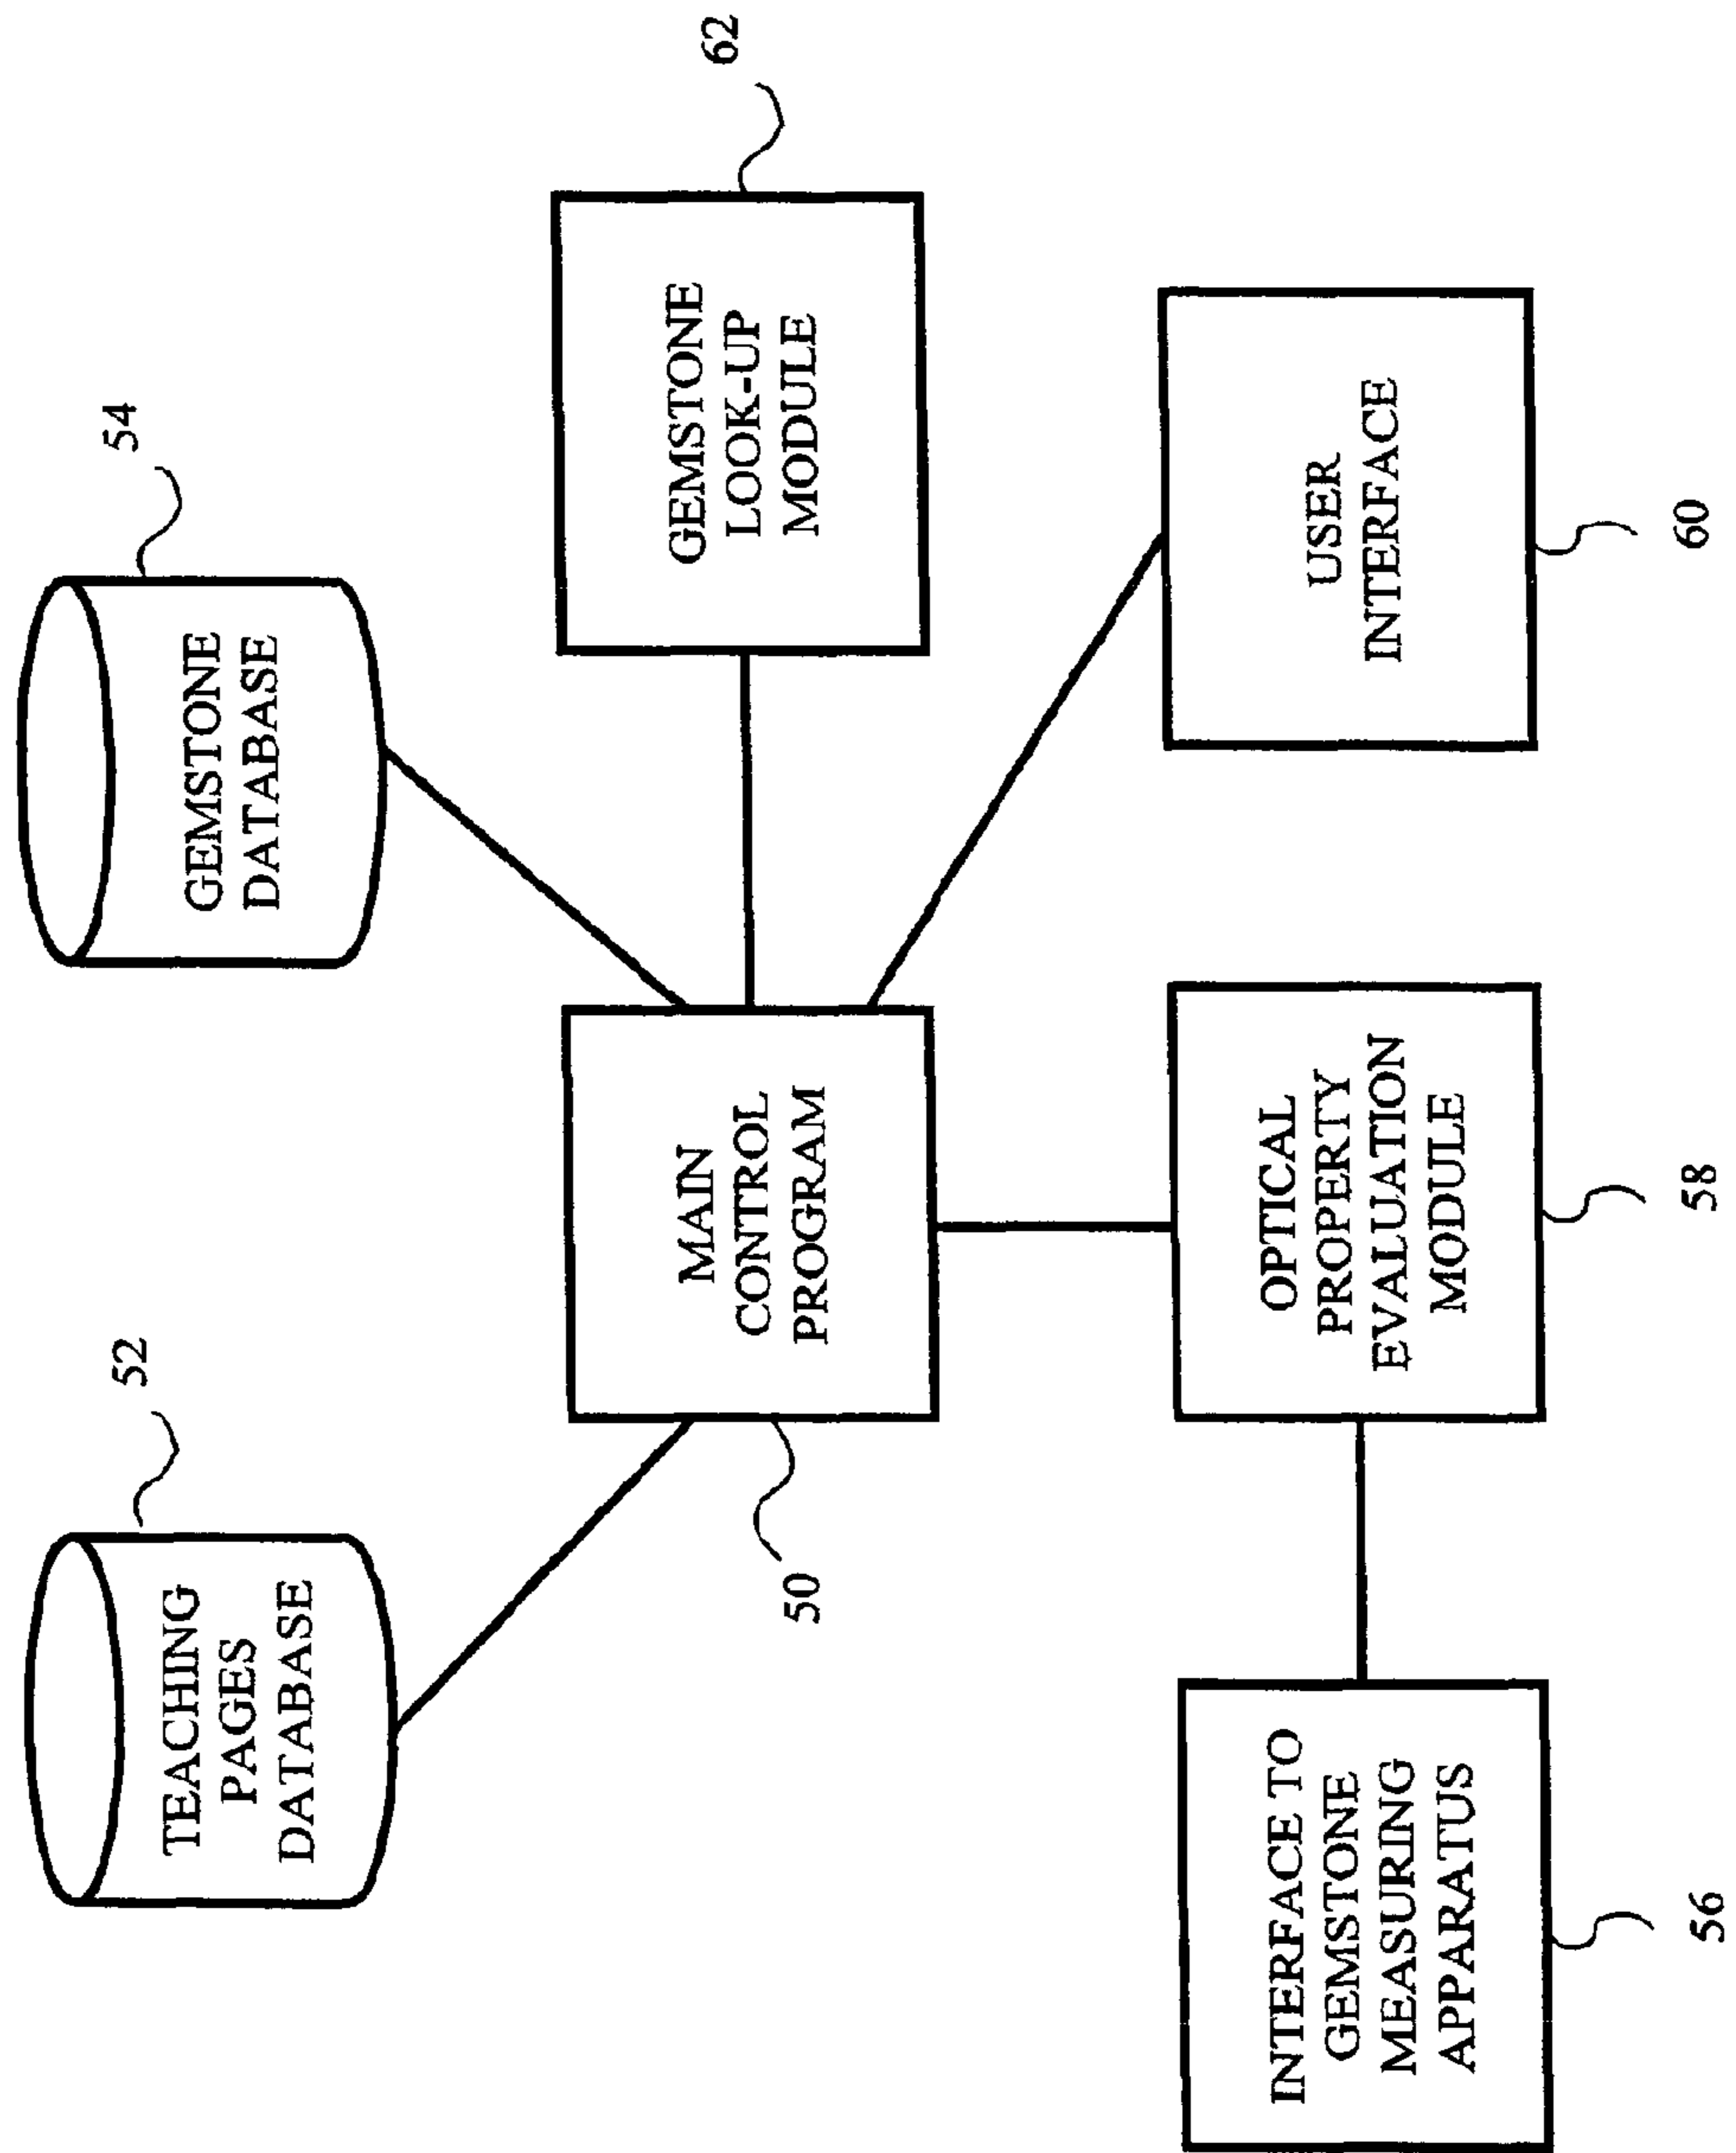 52
TEACHING
PAGES
DATABASE
54
GEMSTONE
DATABASE
50
MAIN
CONTROL
PROGRAM
62
GEMSTONE
LOOK-UP
MODULE
INTERFACE TO
GEMSTONE
MEASURING
APPARATUS
56
OPTICAL
PROPERTY
EVALUATION
MODULE
58
USER
INTERFACE
60